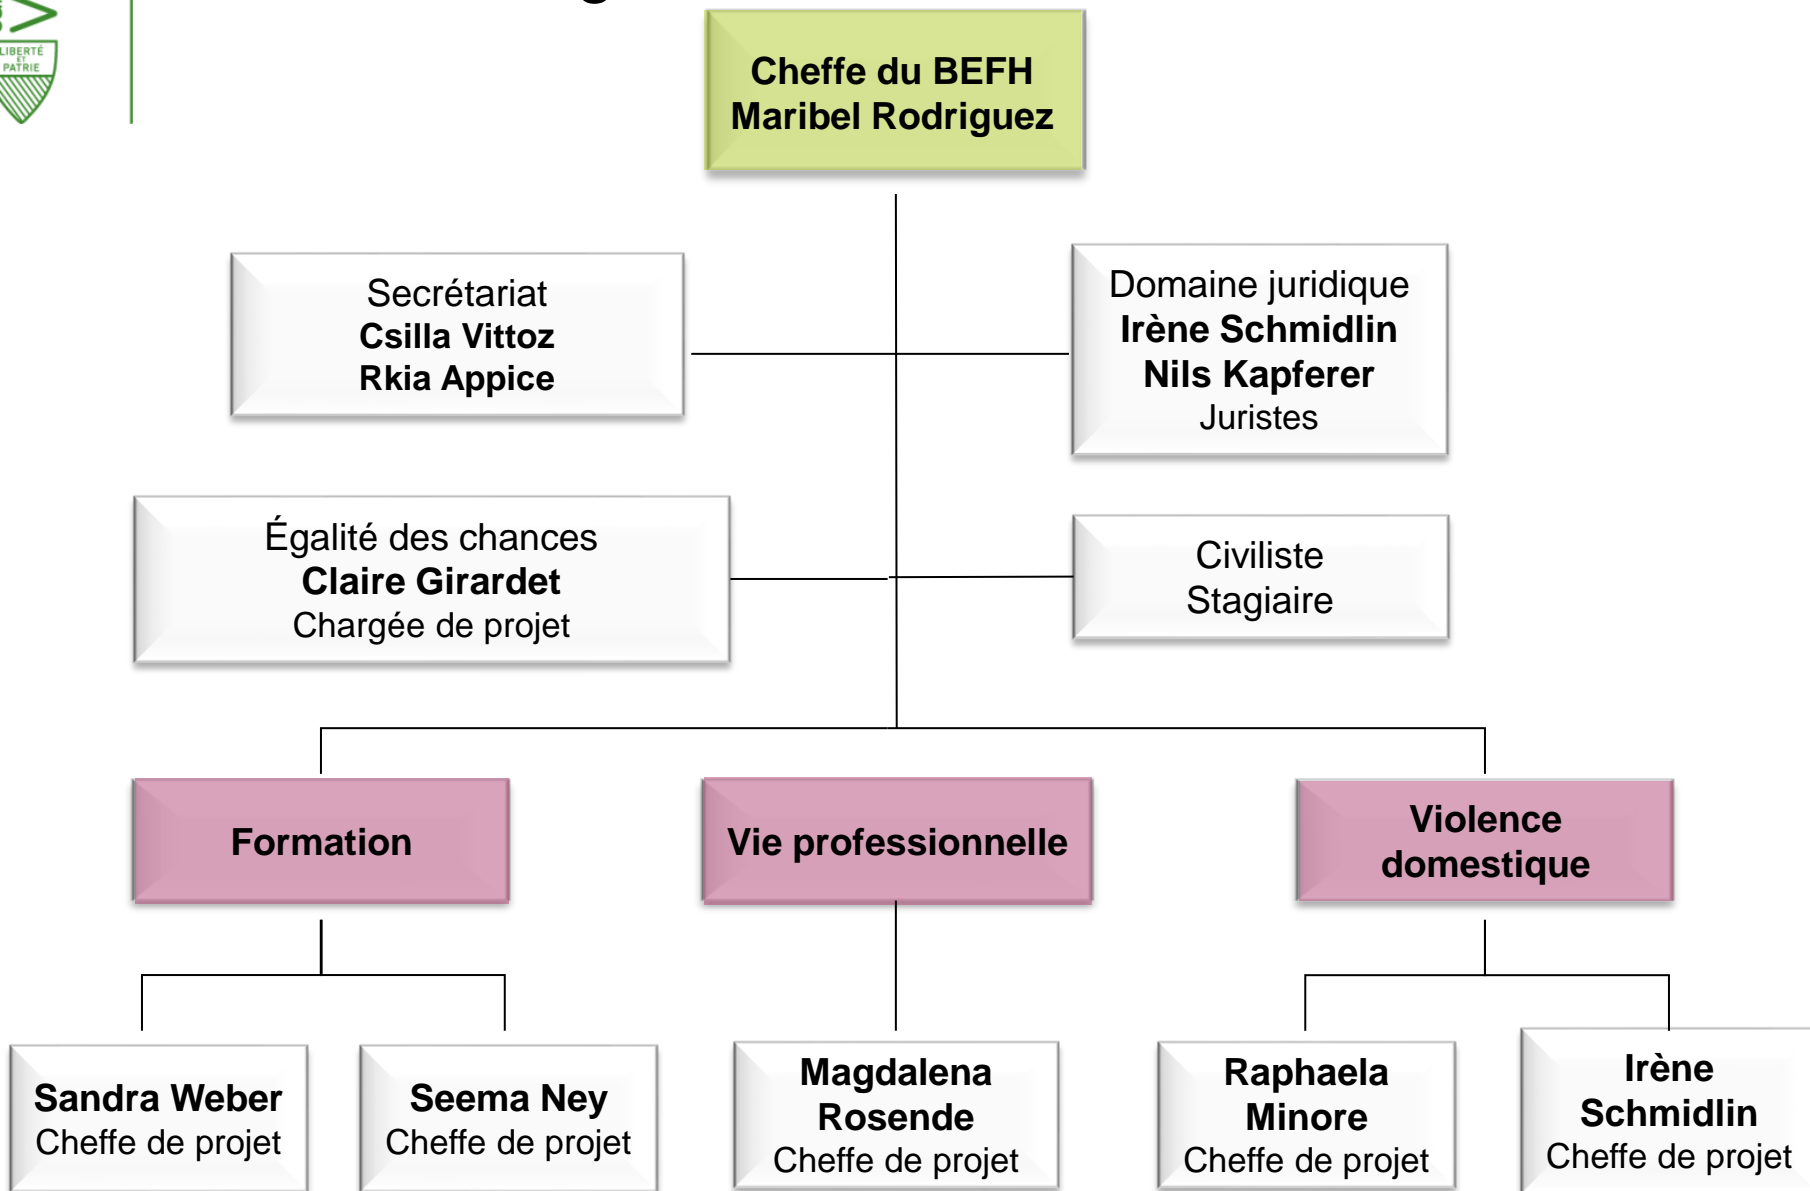 LIBERTÉ
ET
PATRIE
Cheffe du BEFH
Maribel Rodriguez
Secrétariat
Csilla Vittoz
Rkia Appice
Domaine juridique
Irène Schmidlin
Nils Kapferer
Juristes
Égalité des chances
Claire Girardet
Chargée de projet
Civiliste
Stagiaire
Formation
Vie professionnelle
Violence
domestique
Sandra Weber
Cheffe de projet
Seema Ney
Cheffe de projet
Magdalena
Rosende
Cheffe de projet
Raphaela
Minore
Cheffe de projet
Irène
Schmidlin
Cheffe de projet